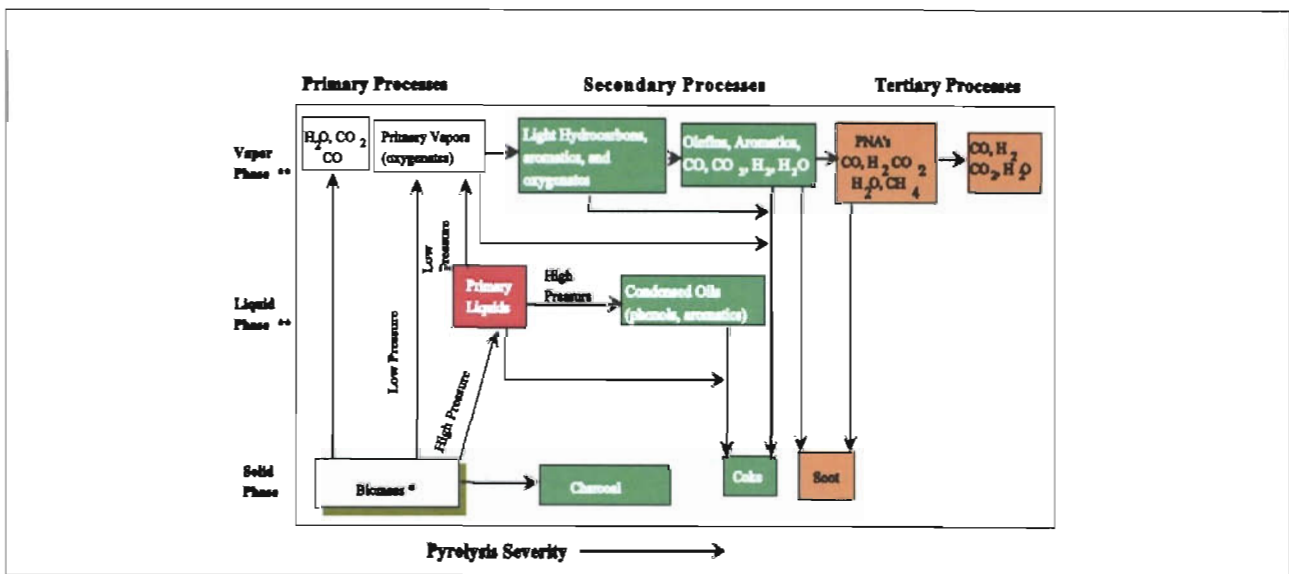 Primary Processes
Secondary Processes
Tertiary Processes
Vapor
Phase **
H2O, CO2
CO
Primary Vapors
(oxygenates)
Light Hydrocarbons,
aromatics, and
oxygenates
Olefins, Aromatics,
CO, CO2, H2, H2O
PNA's
CO, H2 CO2
H2O, CH4
CO, H2
CO2, H2O
Low
Pressure
Liquid
Phase **
Primary
Liquids
High
Pressure
Condensed Oils
(phenols, aromatics)
Low Pressure
High Pressure
Solid
Phase
Biomass *
Charcoal
Coke
Soot
Pyrolysis Severity